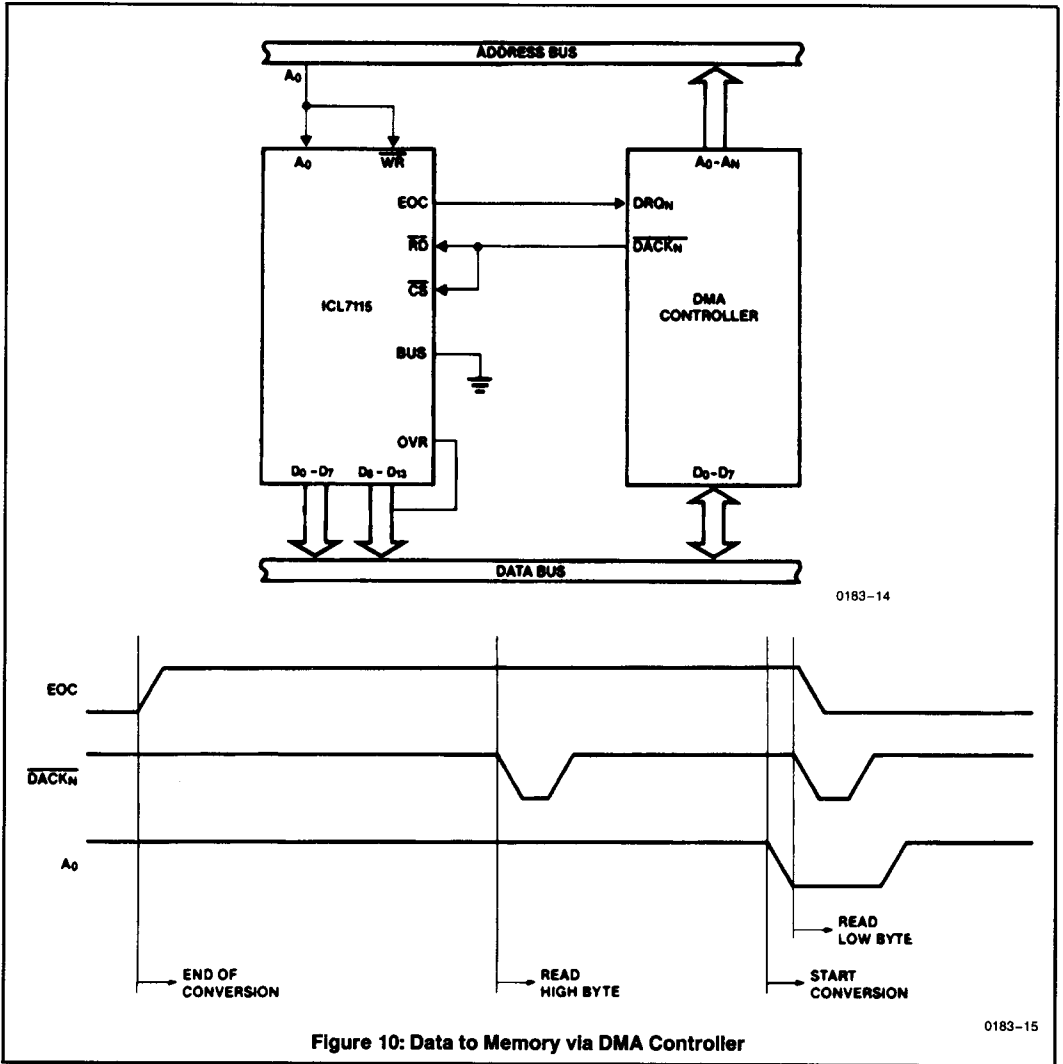 ADDRESS BUS
A0
A0
WR
A0-AN
EOC
DRQN
RD
DACKN
CS
ICL7115
DMA
CONTROLLER
BUS
OVR
D0-D7 D8-D13
D0-D7
DATA BUS
0183-14
EOC
DACKN
A0
READ
LOW BYTE
END OF
CONVERSION
READ
HIGH BYTE
START
CONVERSION
0183-15
Figure 10: Data to Memory via DMA Controller